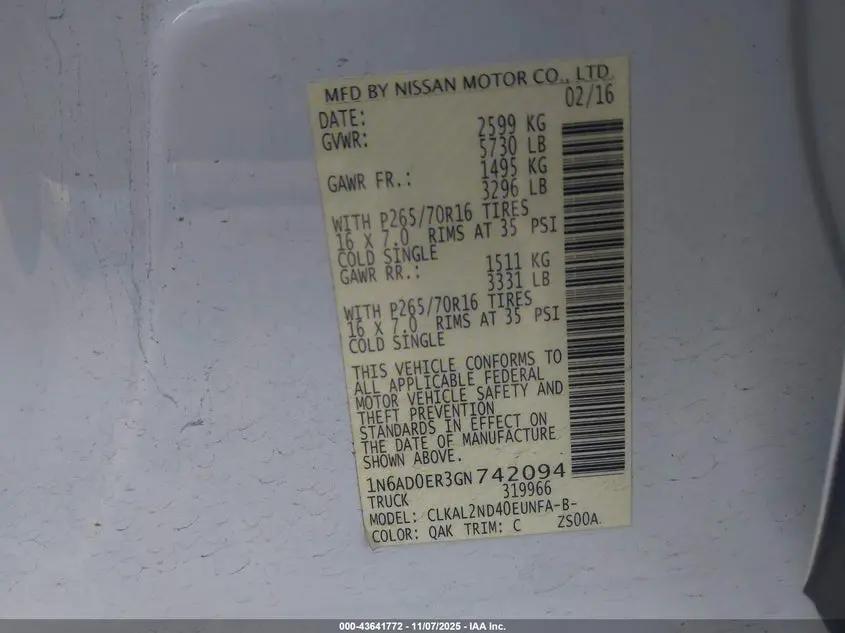 MFD BY NISSAN MOTOR CO., LTD.
DATE: 02/16
GVWR: 2599 KG
5730 LB
GAWR FR.: 1495 KG
3296 LB
WITH P265/70R16 TIRES
16 X 7.0 RIMS AT 35 PSI
COLD SINGLE
GAWR RR.: 1511 KG
3331 LB
WITH P265/70R16 TIRES
16 X 7.0 RIMS AT 35 PSI
COLD SINGLE
THIS VEHICLE CONFORMS TO
ALL APPLICABLE FEDERAL
MOTOR VEHICLE SAFETY AND
THEFT PREVENTION
STANDARDS IN EFFECT ON
THE DATE OF MANUFACTURE
SHOWN ABOVE.
1N6AD0ER3GN742094
TRUCK 319966
MODEL: CLKAL2ND40EUNFA-B-
COLOR: QAK TRIM: C ZS00A
000-43641772 - 11/07/2025 - IAA Inc.